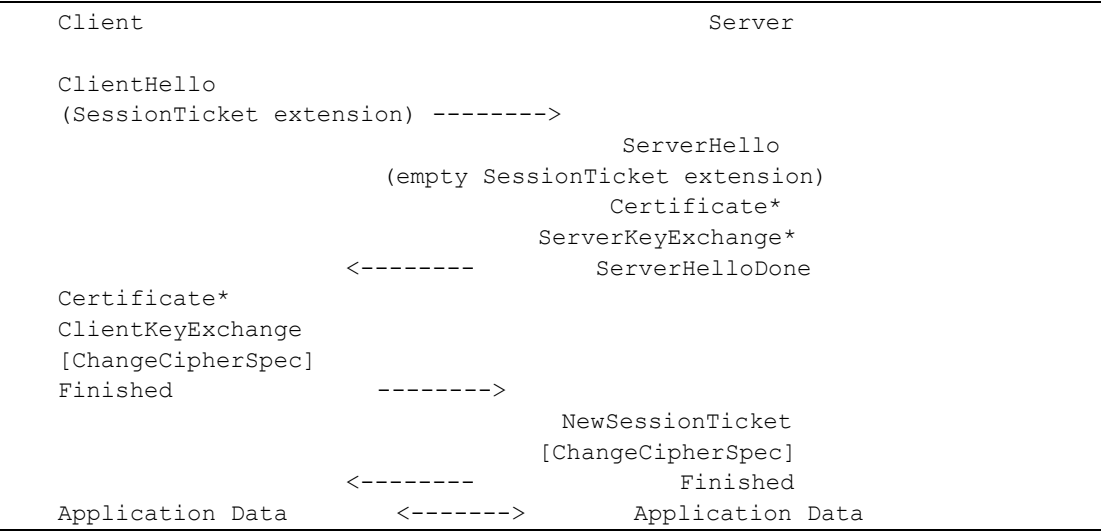 Client                                             Server
ClientHello
(SessionTicket extension) -------->
ServerHello
(empty SessionTicket extension)
Certificate*
ServerKeyExchange*
<--------          ServerHelloDone
Certificate*
ClientKeyExchange
[ChangeCipherSpec]
Finished                 -------->
NewSessionTicket
[ChangeCipherSpec]
<--------                 Finished
Application Data         <------->         Application Data